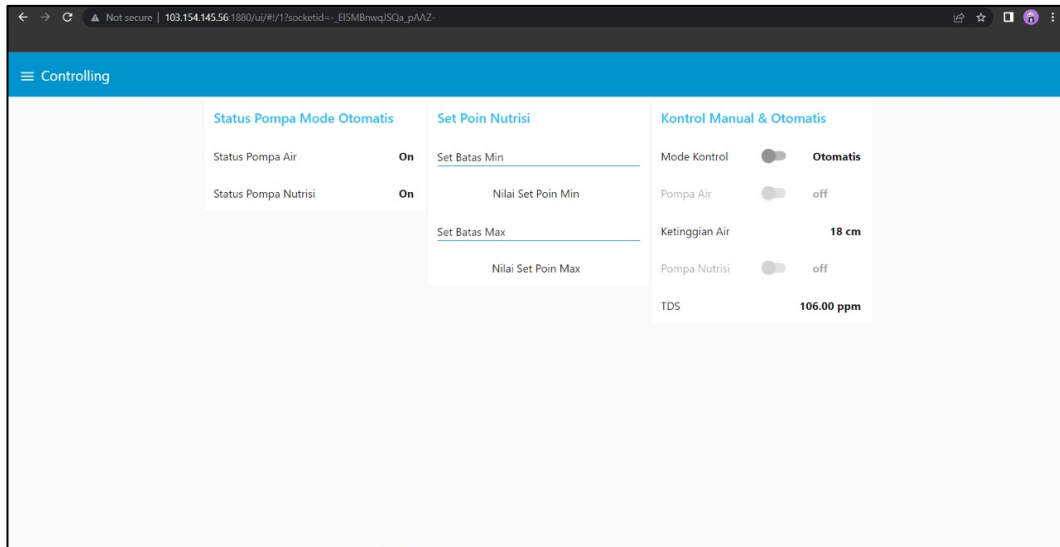 Not secure | 103.154.145.56:1880/ui/#!/1?socketid=-_EI5MBnwqJSQa_pAAZ-
Controlling
Status Pompa Mode Otomatis
Status Pompa Air On
Status Pompa Nutrisi On
Set Poin Nutrisi
Set Batas Min
Nilai Set Poin Min
Set Batas Max
Nilai Set Poin Max
Kontrol Manual & Otomatis
Mode Kontrol Otomatis
Pompa Air off
Ketinggian Air 18 cm
Pompa Nutrisi off
TDS 106.00 ppm